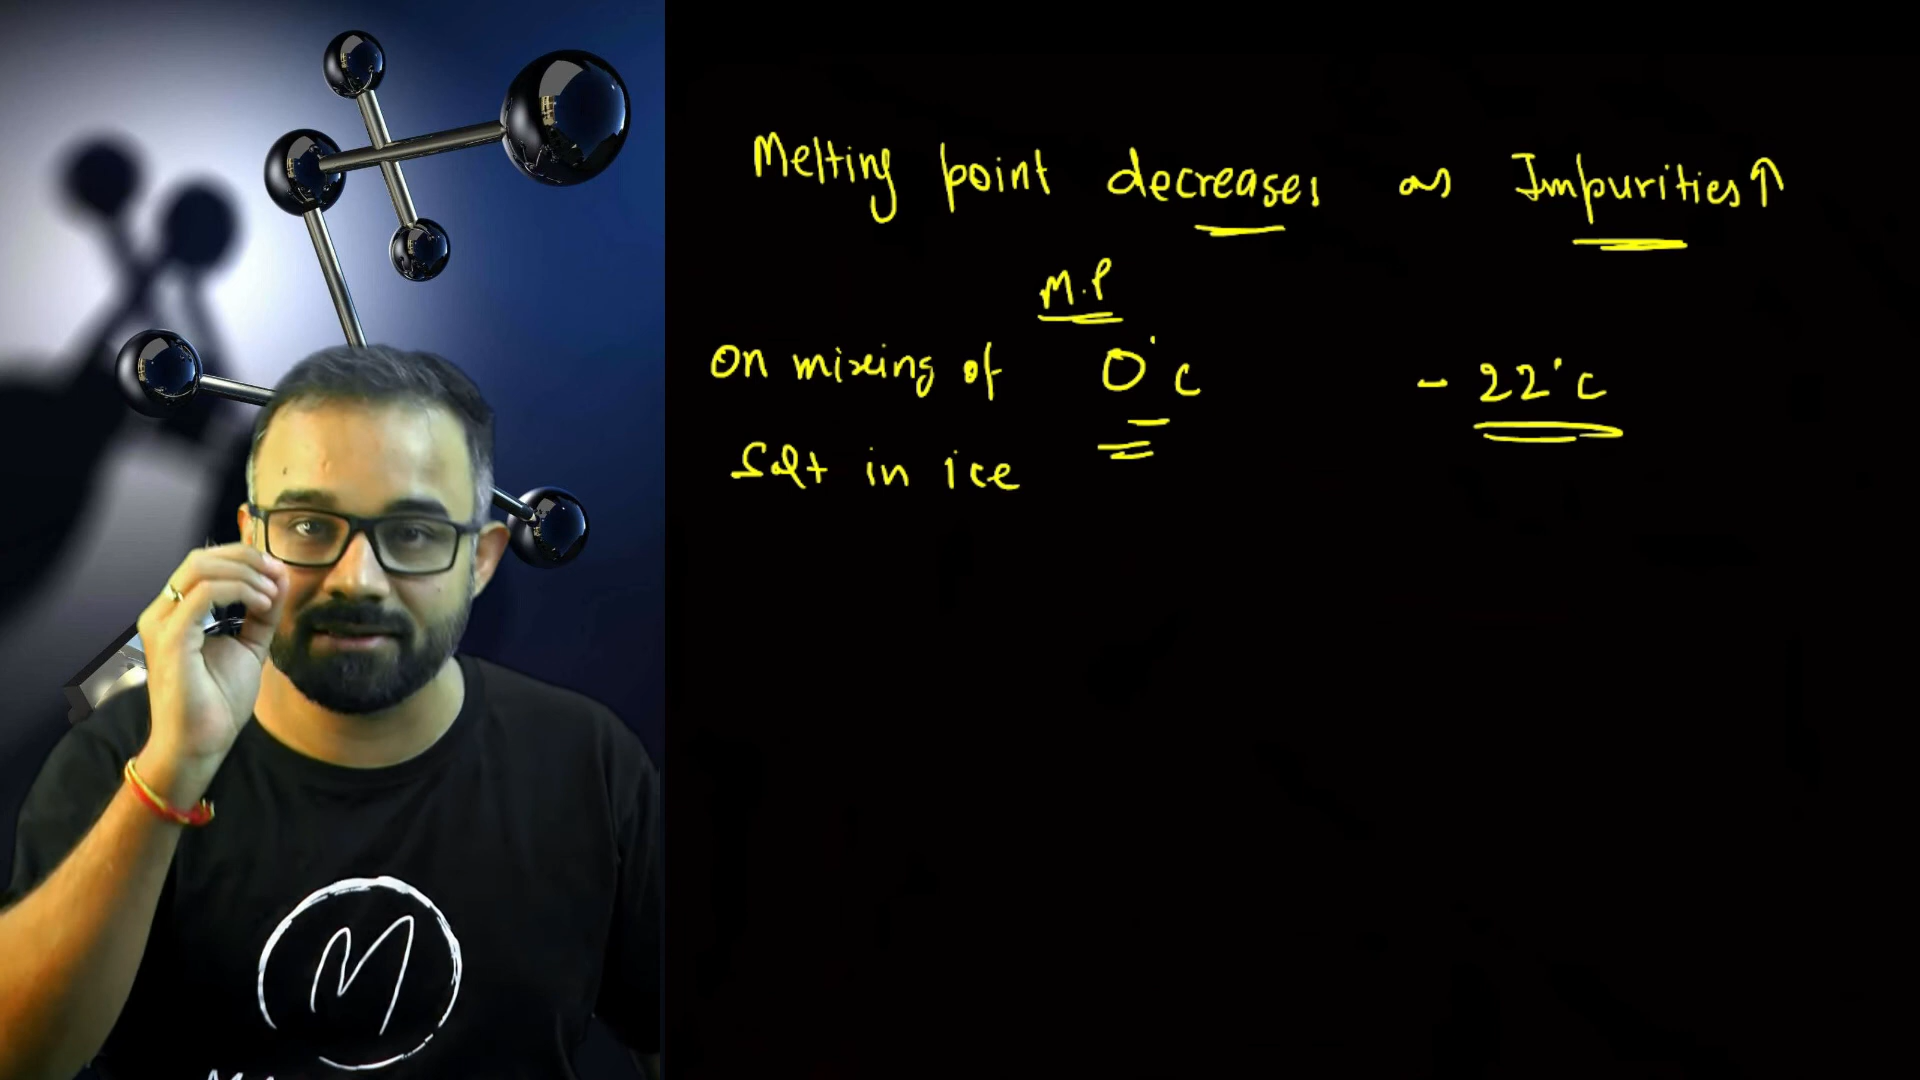 Melting point decreases as Impurities↑
M.P
On mixing of 0°C - 22°C
Salt in ice
M